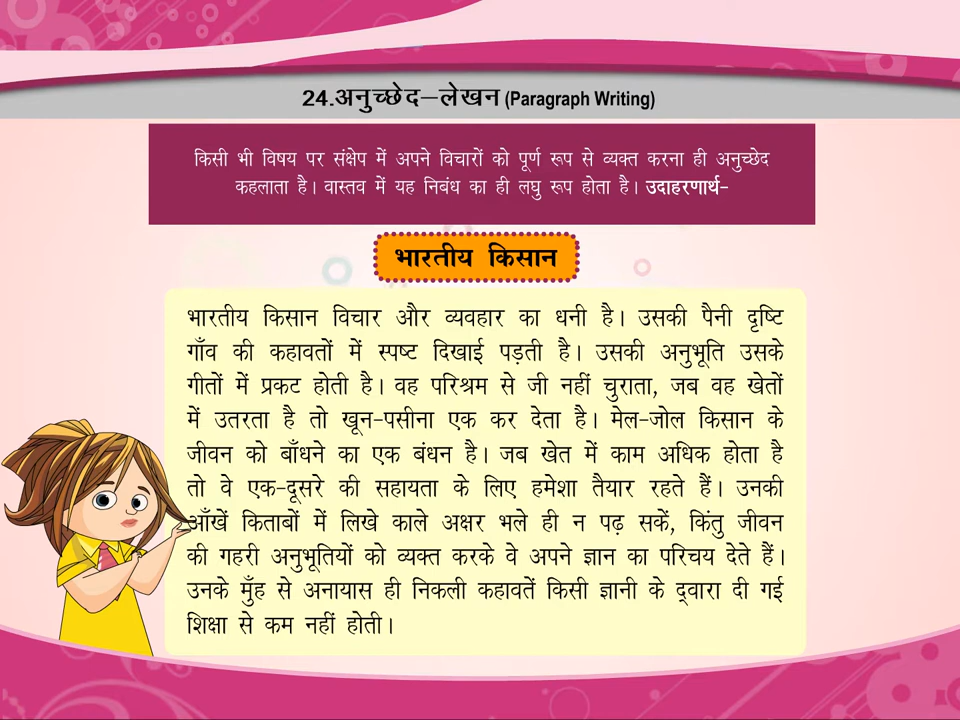 24.अनुच्छेद–लेखन (Paragraph Writing)
किसी भी विषय पर संक्षेप में अपने विचारों को पूर्ण रूप से व्यक्त करना ही अनुच्छेद
कहलाता है। वास्तव में यह निबंध का ही लघु रूप होता है। उदाहरणार्थ-
भारतीय किसान
भारतीय किसान विचार और व्यवहार का धनी है। उसकी पैनी दृष्टि
गाँव की कहावतों में स्पष्ट दिखाई पड़ती है। उसकी अनुभूति उसके
गीतों में प्रकट होती है। वह परिश्रम से जी नहीं चुराता, जब वह खेतों
में उतरता है तो खून-पसीना एक कर देता है। मेल-जोल किसान के
जीवन को बाँधने का एक बंधन है। जब खेत में काम अधिक होता है
तो वे एक-दूसरे की सहायता के लिए हमेशा तैयार रहते हैं। उनकी
आँखें किताबों में लिखे काले अक्षर भले ही न पढ़ सकें, किंतु जीवन
की गहरी अनुभूतियों को व्यक्त करके वे अपने ज्ञान का परिचय देते हैं।
उनके मुँह से अनायास ही निकली कहावतें किसी ज्ञानी के द्‌वारा दी गई
शिक्षा से कम नहीं होती।